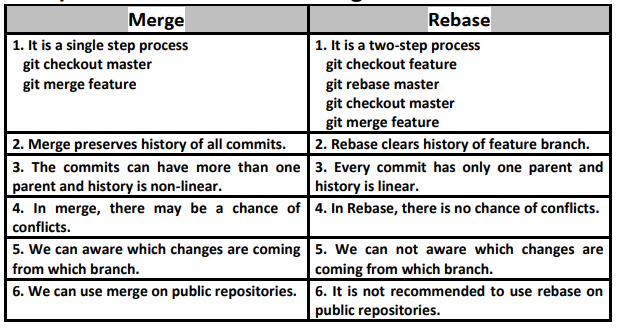 Merge
Rebase
1. It is a single step process
git checkout master
git merge feature
1. It is a two-step process
git checkout feature
git rebase master
git checkout master
git merge feature
2. Merge preserves history of all commits.
2. Rebase clears history of feature branch.
3. The commits can have more than one
parent and history is non-linear.
3. Every commit has only one parent and
history is linear.
4. In merge, there may be a chance of
conflicts.
4. In Rebase, there is no chance of conflicts.
5. We can aware which changes are coming
from which branch.
5. We can not aware which changes are
coming from which branch.
6. We can use merge on public repositories.
6. It is not recommended to use rebase on
public repositories.